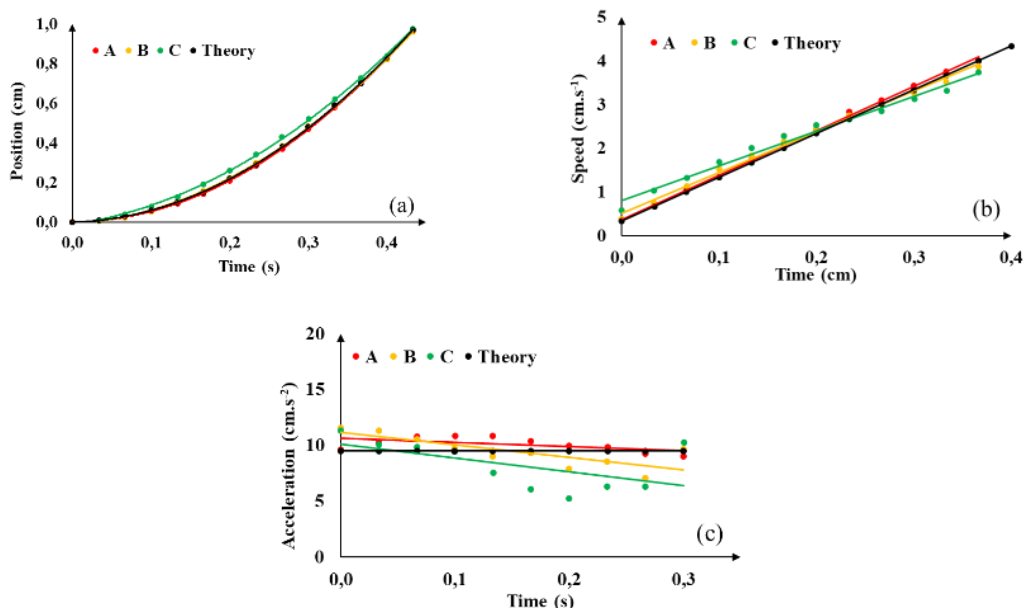 1,0
A B C Theory
0,8
0,6
0,4
0,2
0,0
Position (cm)
(a)
0,0 0,1 0,2 0,3 0,4
Time (s)
(b)
5
A B C Theory
4
3
2
1
0
Speed (cm.s⁻¹)
0,0 0,1 0,2 0,3 0,4
Time (cm)
20
A B C Theory
15
10
5
0
Acceleration (cm.s⁻²)
(c)
0,0 0,1 0,2 0,3
Time (s)